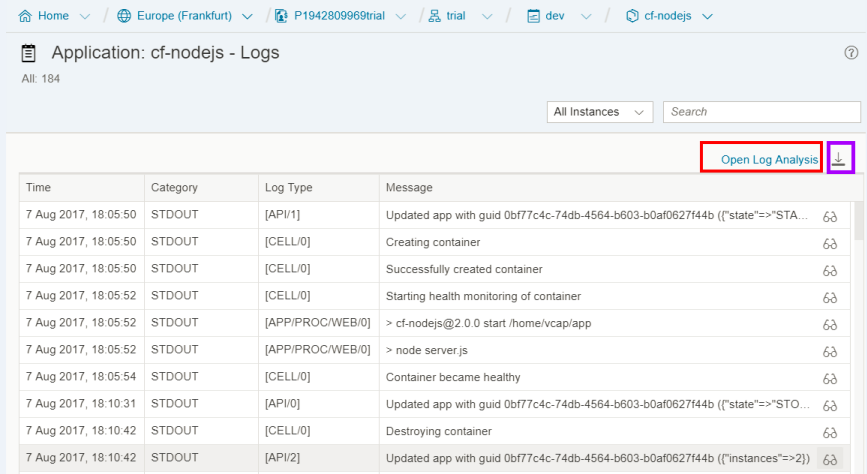 Home / Europe (Frankfurt) / P1942809969trial / trial / dev / cf-nodejs
Application: cf-nodejs - Logs
All: 184
All Instances Search
Open Log Analysis
Time Category Log Type Message
7 Aug 2017, 18:05:50 STDOUT [API/1] Updated app with guid 0bf77c4c-74db-4564-b603-b0af0627f44b ({"state"=>"STA...
7 Aug 2017, 18:05:50 STDOUT [CELL/0] Creating container
7 Aug 2017, 18:05:50 STDOUT [CELL/0] Successfully created container
7 Aug 2017, 18:05:52 STDOUT [CELL/0] Starting health monitoring of container
7 Aug 2017, 18:05:52 STDOUT [APP/PROC/WEB/0] > cf-nodejs@2.0.0 start /home/vcap/app
7 Aug 2017, 18:05:52 STDOUT [APP/PROC/WEB/0] > node server.js
7 Aug 2017, 18:05:54 STDOUT [CELL/0] Container became healthy
7 Aug 2017, 18:10:31 STDOUT [API/0] Updated app with guid 0bf77c4c-74db-4564-b603-b0af0627f44b ({"state"=>"STO...
7 Aug 2017, 18:10:42 STDOUT [CELL/0] Destroying container
7 Aug 2017, 18:10:42 STDOUT [API/2] Updated app with guid 0bf77c4c-74db-4564-b603-b0af0627f44b ({"instances"=>2})